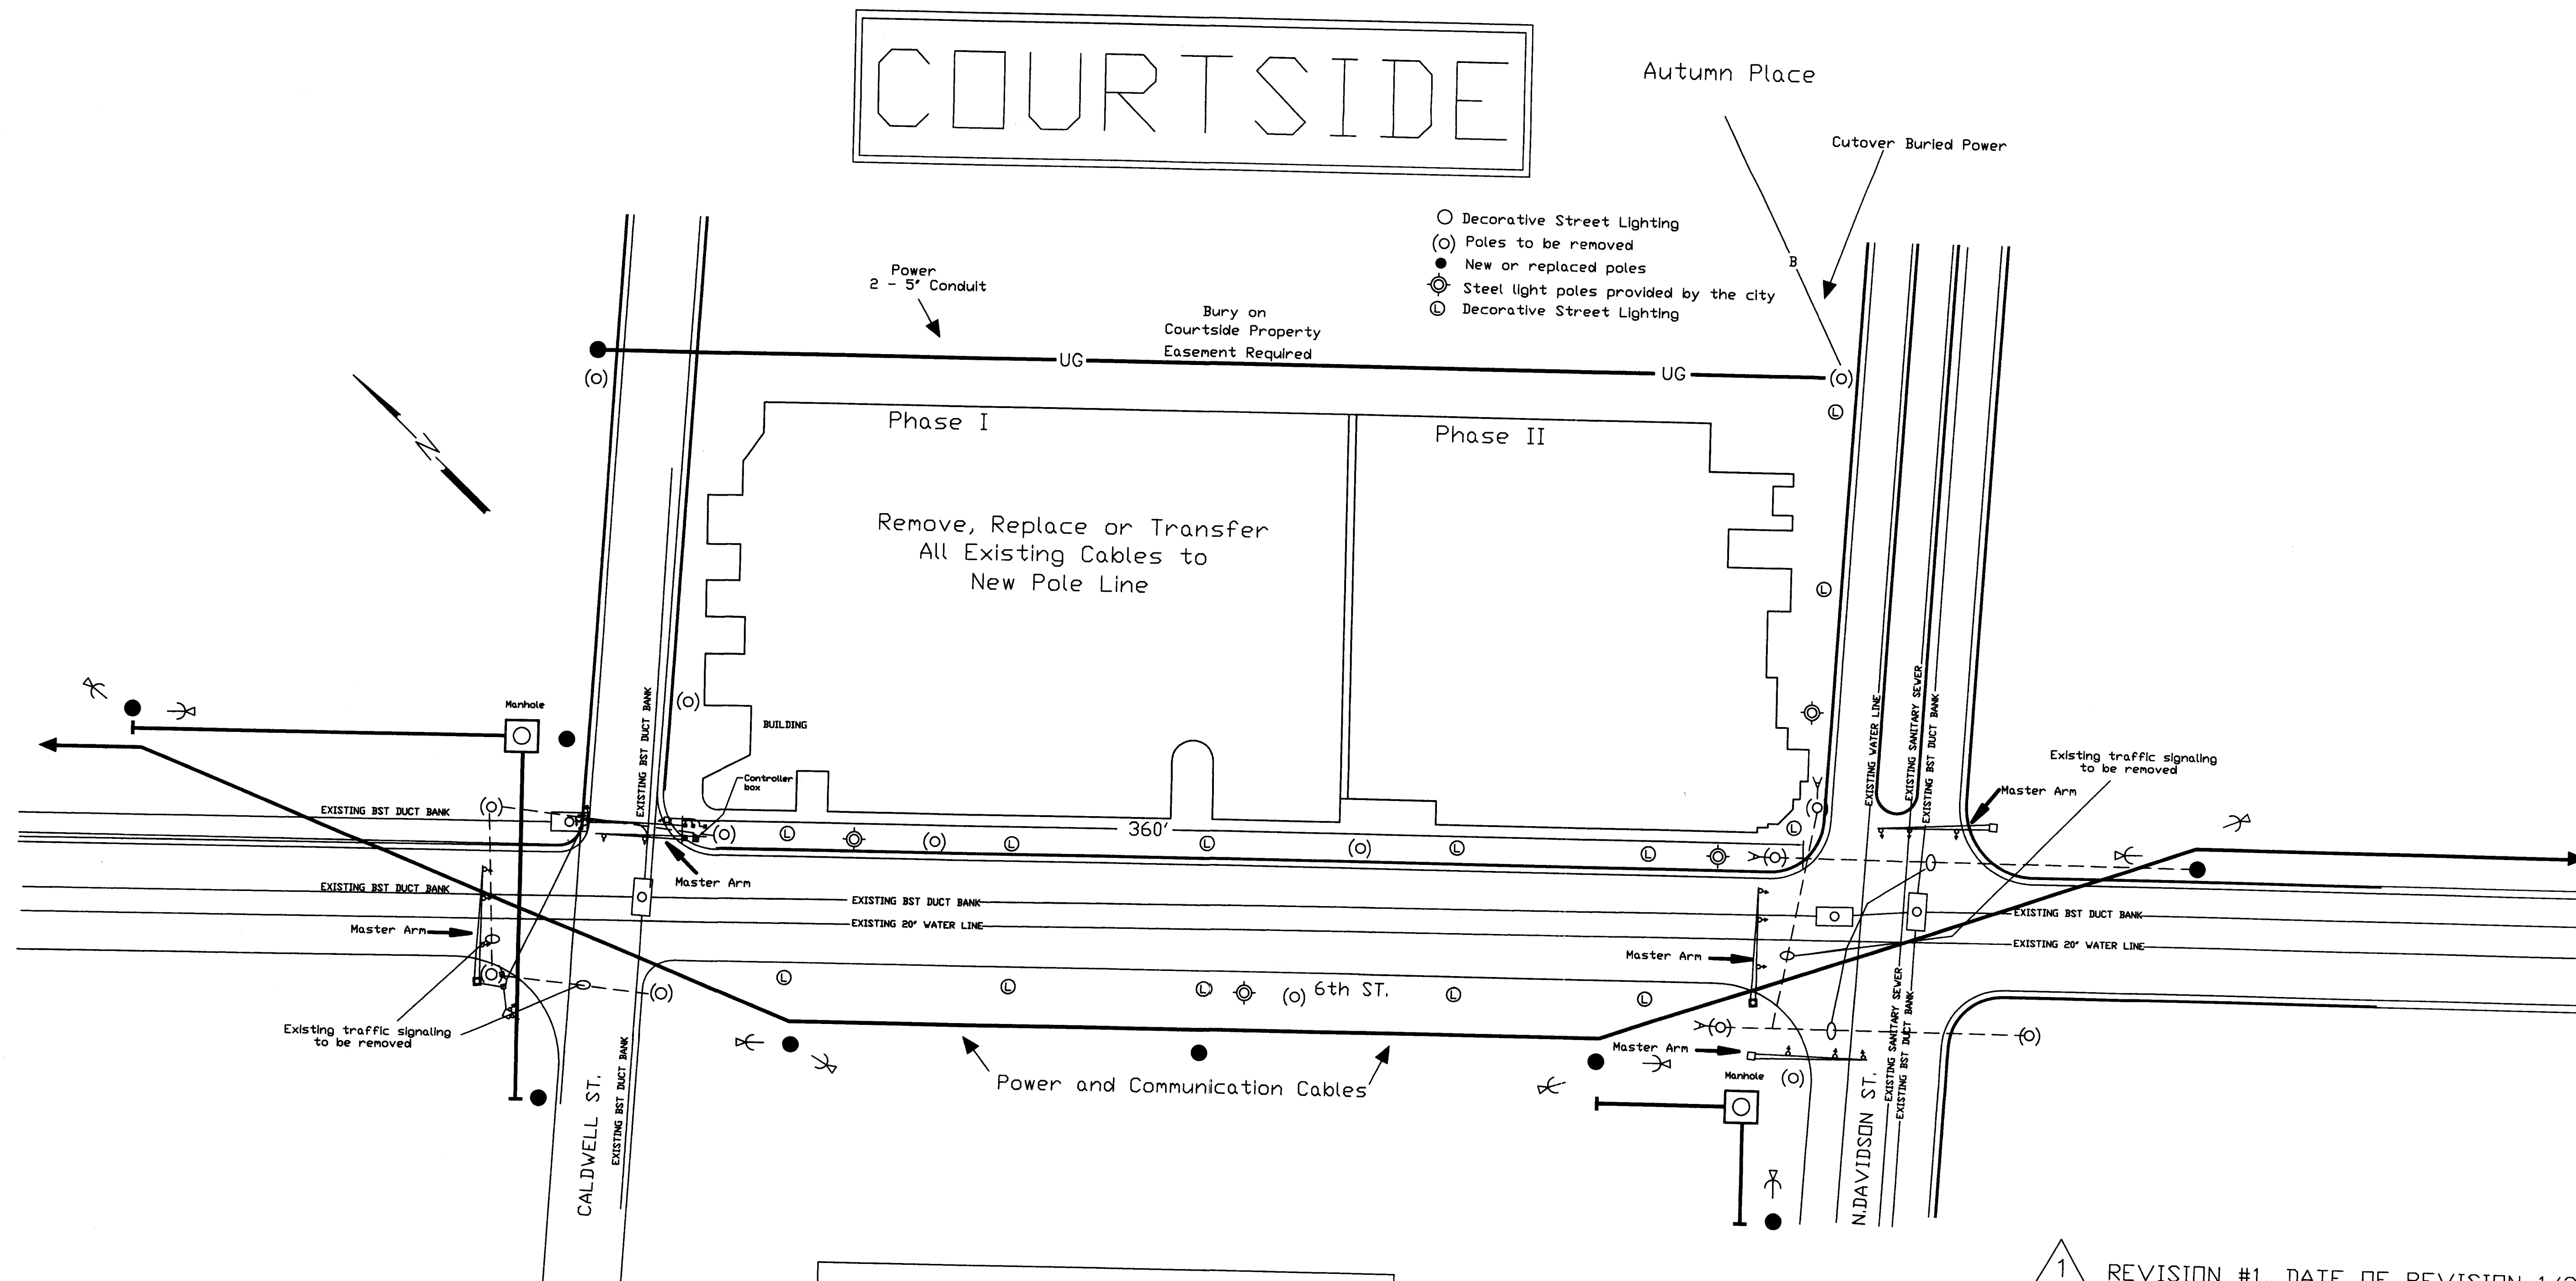 COURTSIDE
Autumn Place
Cutover Buried Power
Decorative Street Lighting
(O) Poles to be removed
New or replaced poles
Steel light poles provided by the city
L Decorative Street Lighting
B
Power
2 - 5" Conduit
Bury on
Courtside Property
Easement Required
UG
UG
N
Phase I
Phase II
Remove, Replace or Transfer
All Existing Cables to
New Pole Line
Manhole
BUILDING
Controller
box
EXISTING BST DUCT BANK
EXISTING BST DUCT BANK
360'
EXISTING WATER LINE
EXISTING SANITARY SEWER
EXISTING BST DUCT BANK
Existing traffic signaling
to be removed
Master Arm
Master Arm
EXISTING BST DUCT BANK
EXISTING BST DUCT BANK
EXISTING 20" WATER LINE
EXISTING BST DUCT BANK
EXISTING 20" WATER LINE
Master Arm
Master Arm
6th ST.
Existing traffic signaling
to be removed
Master Arm
Manhole
Power and Communication Cables
CALDWELL ST.
EXISTING BST DUCT BANK
N.DAVIDSON ST.
EXISTING SANITARY SEWER
EXISTING BST DUCT BANK
1
REVISION #1, DATE OF REVISION